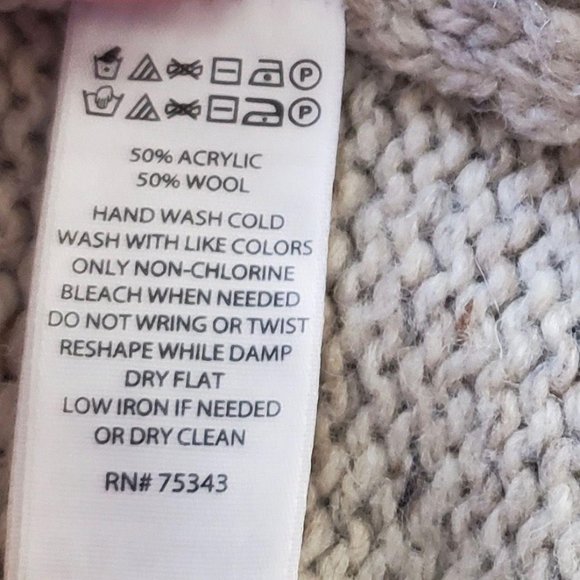 P
P
50% ACRYLIC
50% WOOL
HAND WASH COLD
WASH WITH LIKE COLORS
ONLY NON-CHLORINE
BLEACH WHEN NEEDED
DO NOT WRING OR TWIST
RESHAPE WHILE DAMP
DRY FLAT
LOW IRON IF NEEDED
OR DRY CLEAN
RN# 75343